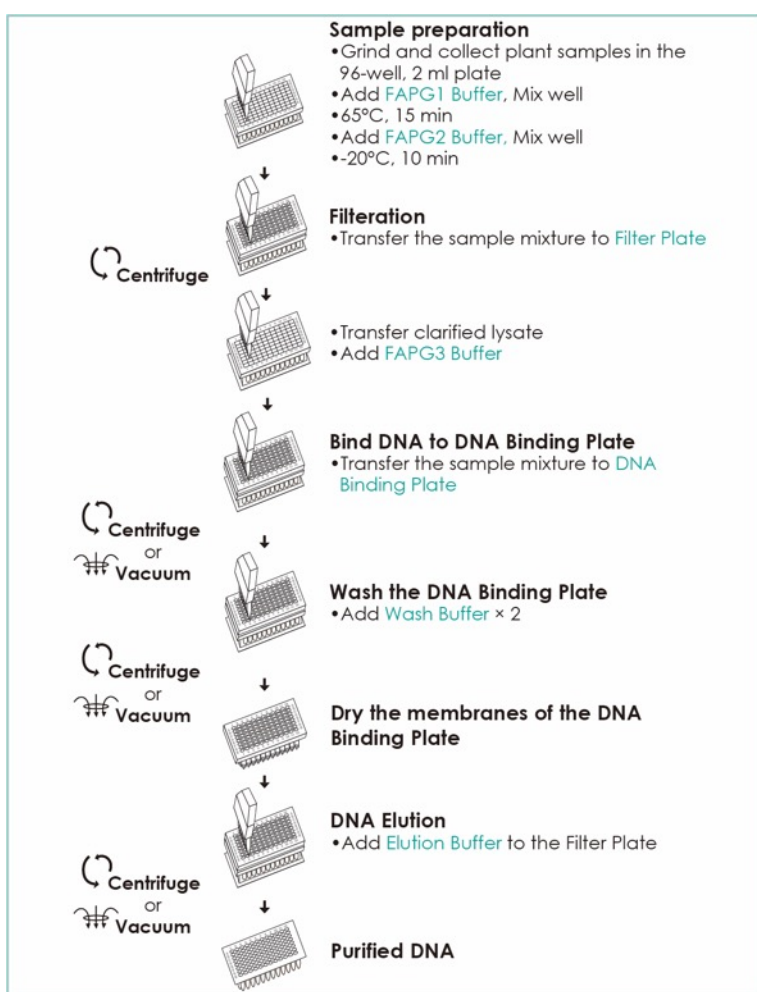 Sample preparation
•Grind and collect plant samples in the
96-well, 2 ml plate
•Add FAPG1 Buffer, Mix well
•65ºC, 15 min
•Add FAPG2 Buffer, Mix well
•-20ºC, 10 min
Filteration
•Transfer the sample mixture to Filter Plate
Centrifuge
•Transfer clarified lysate
•Add FAPG3 Buffer
Bind DNA to DNA Binding Plate
•Transfer the sample mixture to DNA
Binding Plate
Centrifuge
or
Vacuum
Wash the DNA Binding Plate
•Add Wash Buffer × 2
Centrifuge
or
Vacuum
Dry the membranes of the DNA
Binding Plate
DNA Elution
•Add Elution Buffer to the Filter Plate
Centrifuge
or
Vacuum
Purified DNA